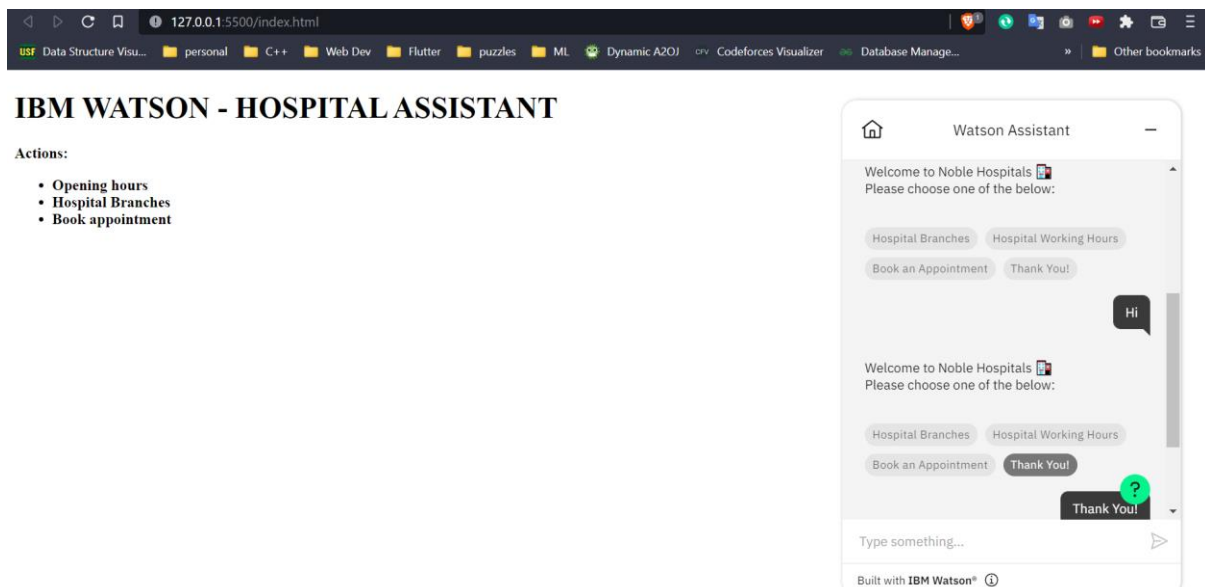 127.0.0.1:5500/index.html
USF Data Structure Visu... personal C++ Web Dev Flutter puzzles ML Dynamic A2OJ CFV Codeforces Visualizer Database Manage... » Other bookmarks
IBM WATSON - HOSPITAL ASSISTANT
Actions:
• Opening hours
• Hospital Branches
• Book appointment
Watson Assistant
Welcome to Noble Hospitals 🏥
Please choose one of the below:
Hospital Branches Hospital Working Hours
Book an Appointment Thank You!
Hi
Welcome to Noble Hospitals 🏥
Please choose one of the below:
Hospital Branches Hospital Working Hours
Book an Appointment Thank You!
?
Thank You!
Type something...
Built with IBM Watson®